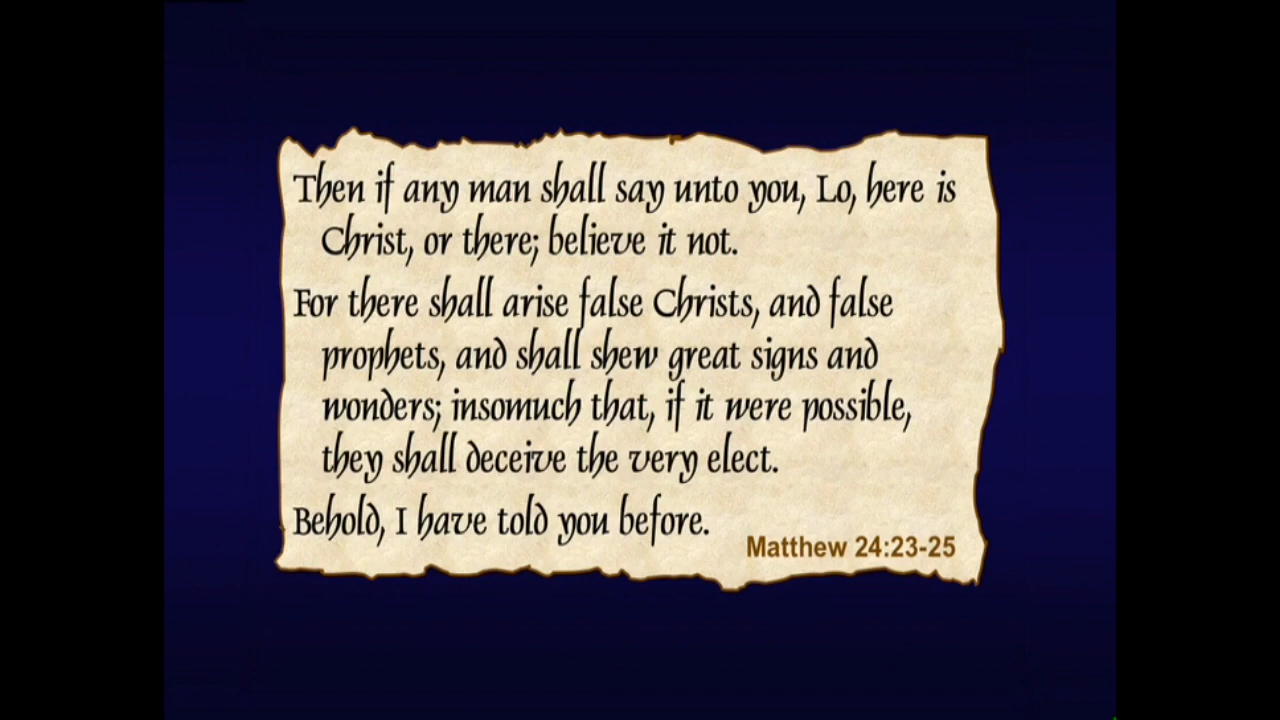 Then if any man shall say unto you, Lo, here is
Christ, or there; believe it not.
For there shall arise false Christs, and false
prophets, and shall shew great signs and
wonders; insomuch that, if it were possible,
they shall deceive the very elect.
Behold, I have told you before.
Matthew 24:23-25